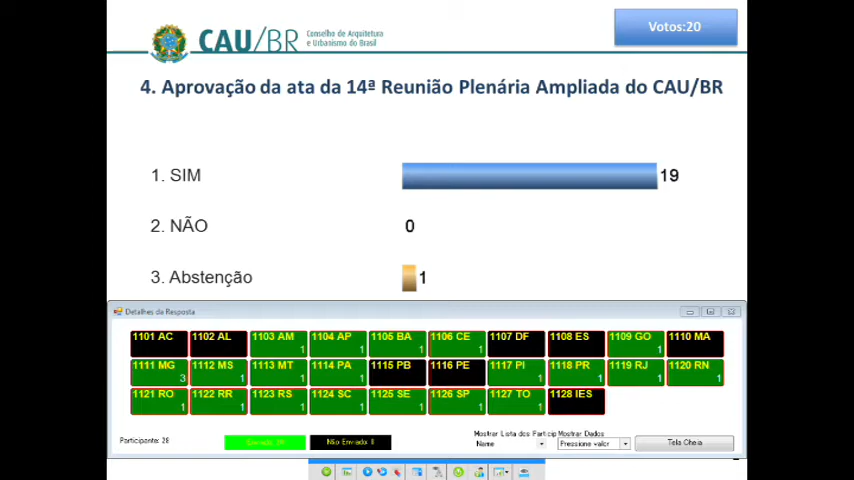 CAU/BR Conselho de Arquitetura
e Urbanismo do Brasil
Votos:20
4. Aprovação da ata da 14ª Reunião Plenária Ampliada do CAU/BR
1. SIM 19
2. NÃO 0
3. Abstenção 1
Detalhes da Resposta
1101 AC 1102 AL 1103 AM 1104 AP 1105 BA 1106 CE 1107 DF 1108 ES 1109 GO 1110 MA
1 1 1 1 1
1111 MG 1112 MS 1113 MT 1114 PA 1115 PB 1116 PE 1117 PI 1118 PR 1119 RJ 1120 RN
3 1 1 1 1 1 1 1
1121 RO 1122 RR 1123 RS 1124 SC 1125 SE 1126 SP 1127 TO 1128 IES
1 1 1 1 1 1 1
Participante: 28
Não Enviado 8
Mostrar Lista dos Particip Mostrar Dados
Name Pressione valor Tela Cheia